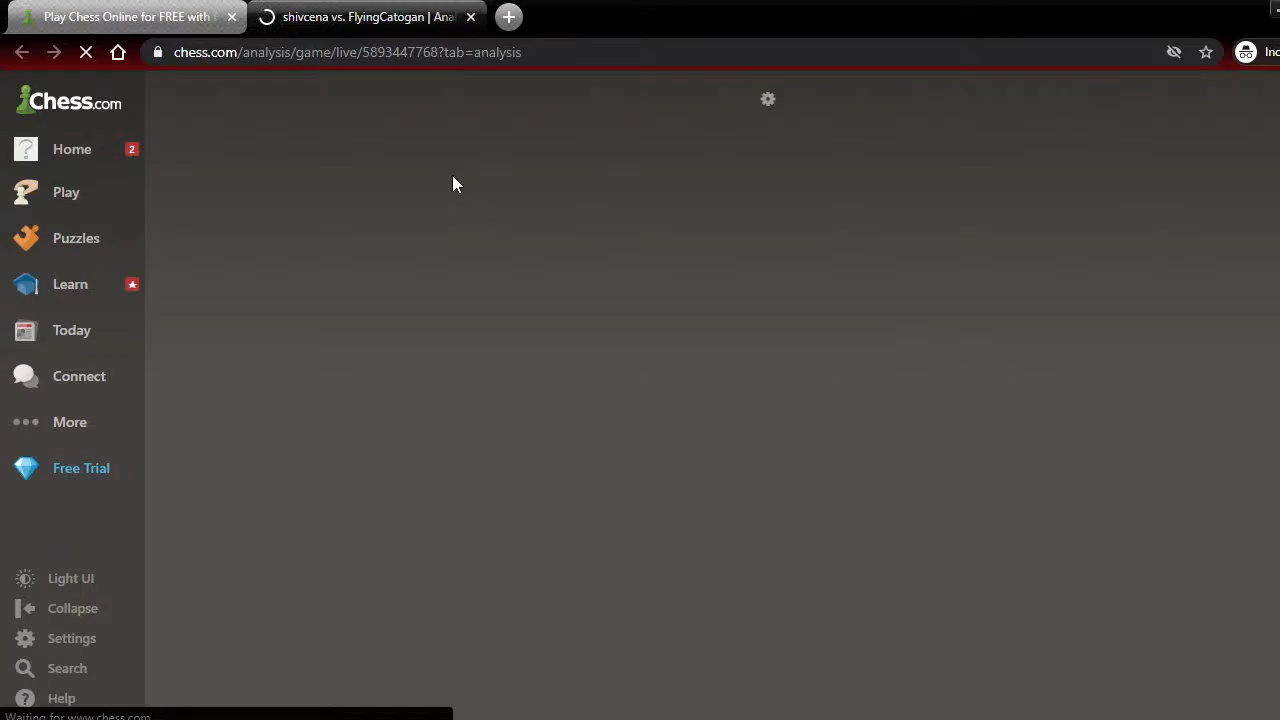 Play Chess Online for FREE with
shivcena vs. FlyingCatogan | Ana
chess.com/analysis/game/live/5893447768?tab=analysis
Chess.com
Home 2
Play
Puzzles
Learn
Today
Connect
More
Free Trial
Light UI
Collapse
Settings
Search
Help
Waiting for www.chess.com